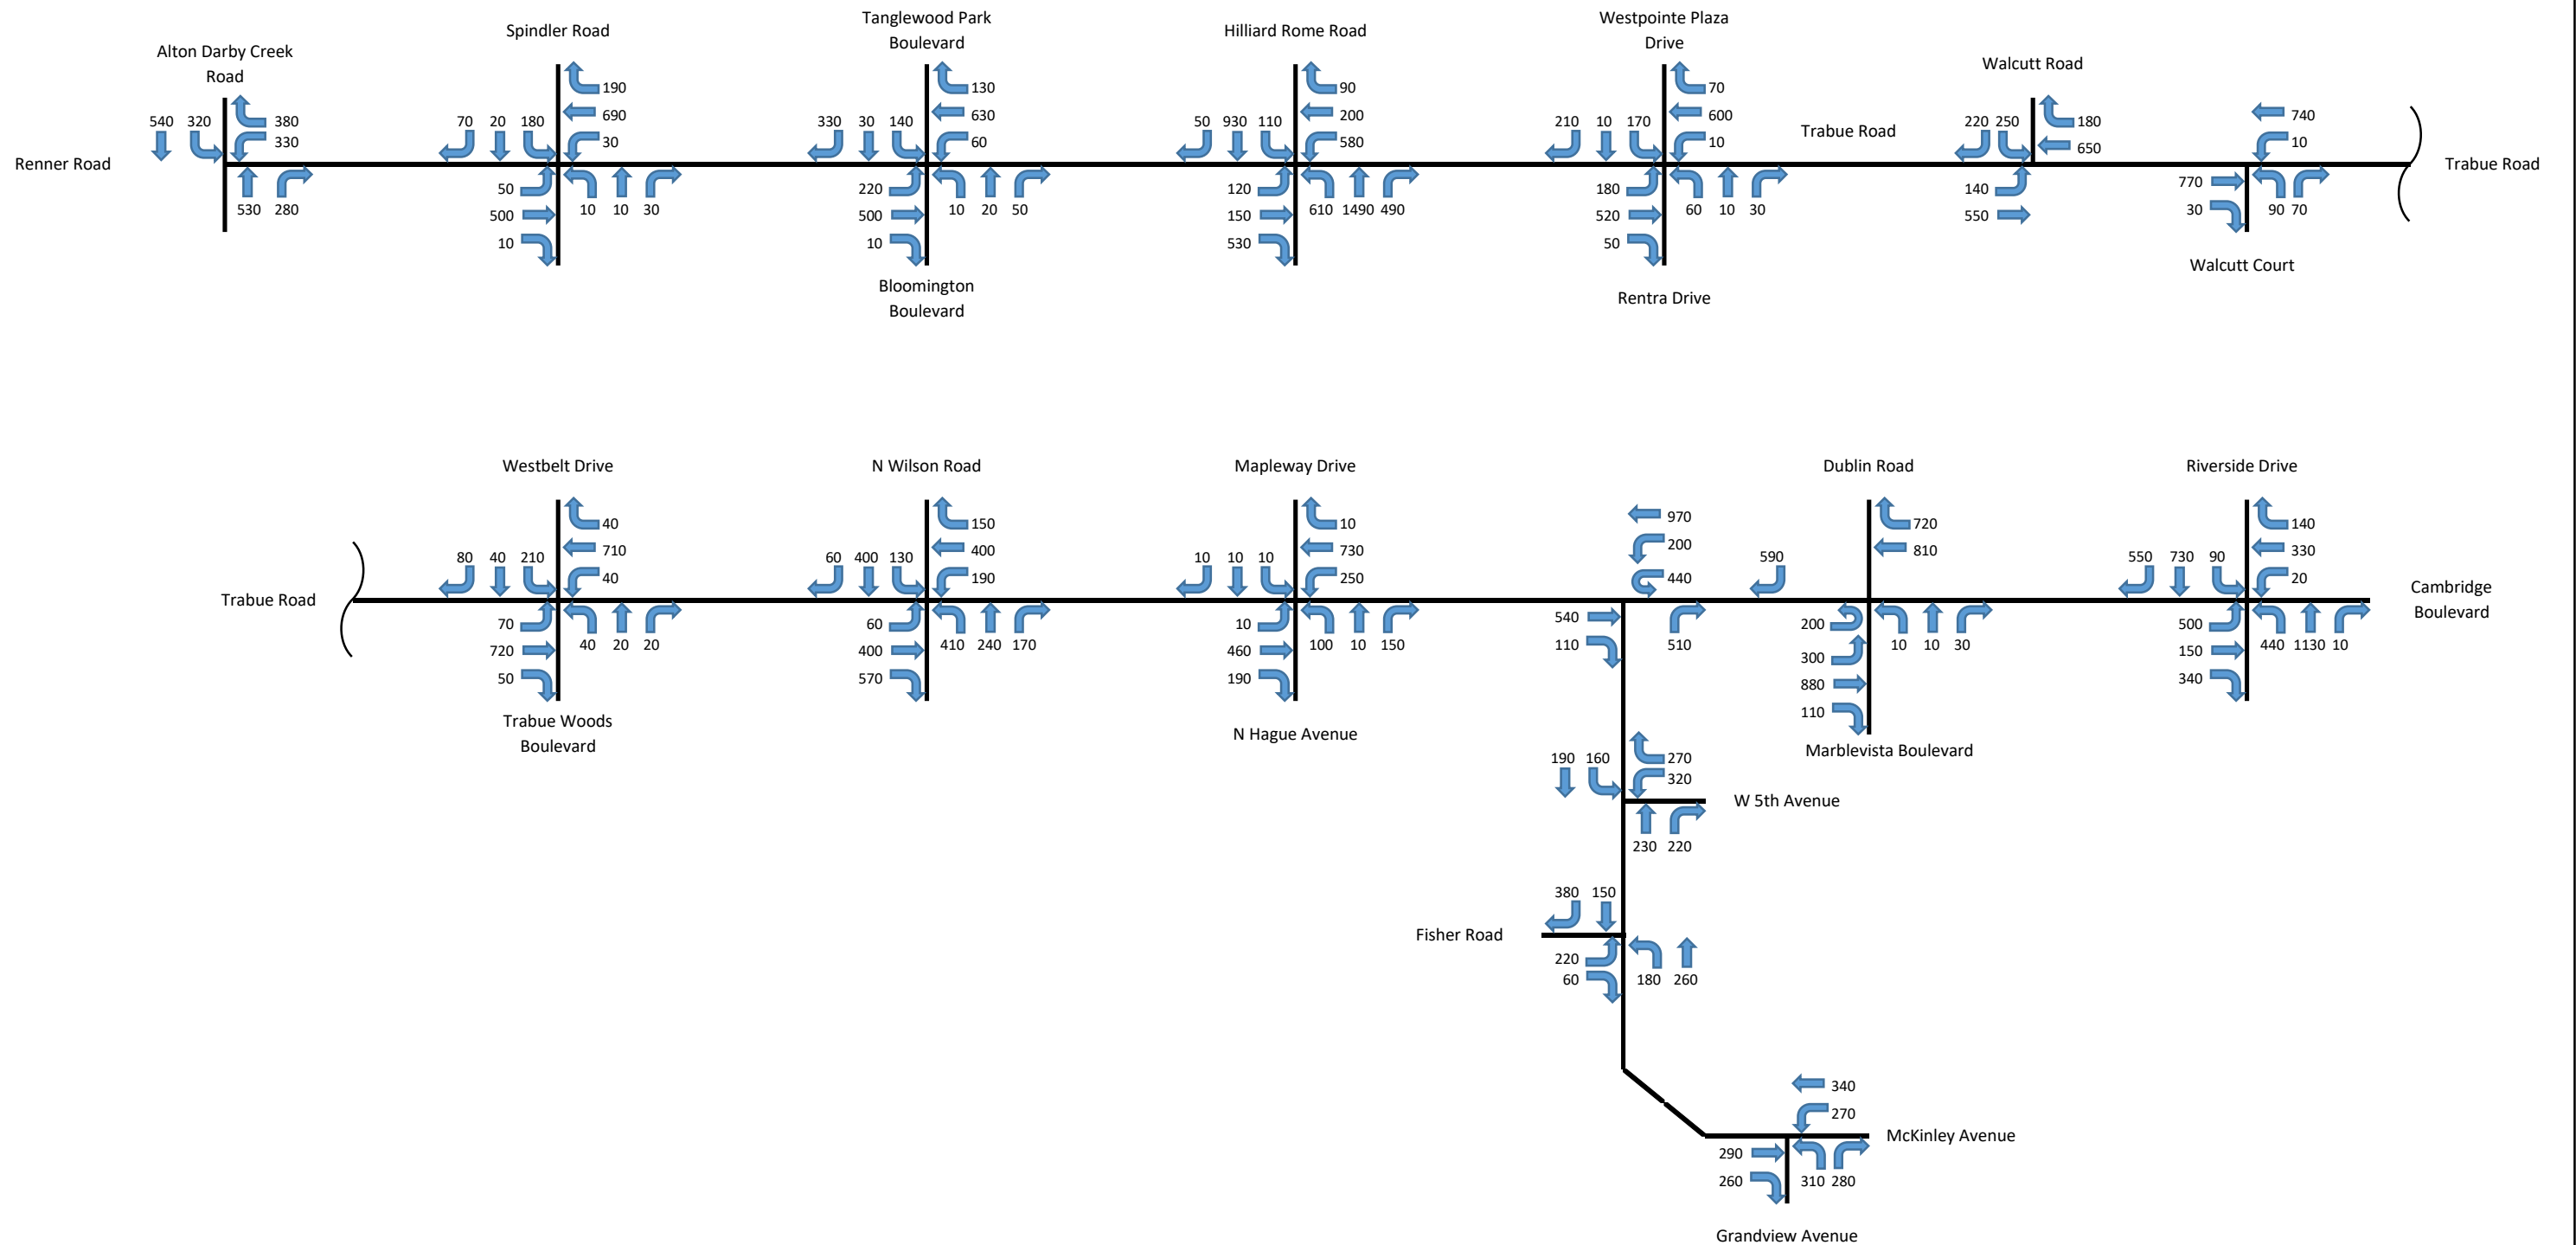 Alton Darby Creek
Road
540 320
380
330
Renner Road
530 280
Spindler Road
190
690
30
70 20 180
50
500
10
10 10 30
Tanglewood Park
Boulevard
130
630
60
330 30 140
220
500
10
10 20 50
Bloomington
Boulevard
Hilliard Rome Road
90
200
580
50 930 110
120
150
530
610 1490 490
Westpointe Plaza
Drive
70
600
10
210 10 170
180
520
50
60 10 30
Rentra Drive
Trabue Road
Walcutt Road
220 250
180
650
140
550
740
10
770
30
90 70
Walcutt Court
Trabue Road
Trabue Road
Westbelt Drive
40
710
40
80 40 210
70
720
50
40 20 20
Trabue Woods
Boulevard
N Wilson Road
150
400
190
60 400 130
60
400
570
410 240 170
Mapleway Drive
10
730
250
10 10 10
10
460
190
100 10 150
N Hague Avenue
970
200
440
540
110
510
Dublin Road
720
810
590
200
300
880
110
10 10 30
Marblevista Boulevard
Riverside Drive
140
330
20
550 730 90
500
150
340
440 1130 10
Cambridge
Boulevard
190 160
270
320
W 5th Avenue
230 220
380 150
Fisher Road
220
60
180 260
340
270
McKinley Avenue
290
260
310 280
Grandview Avenue